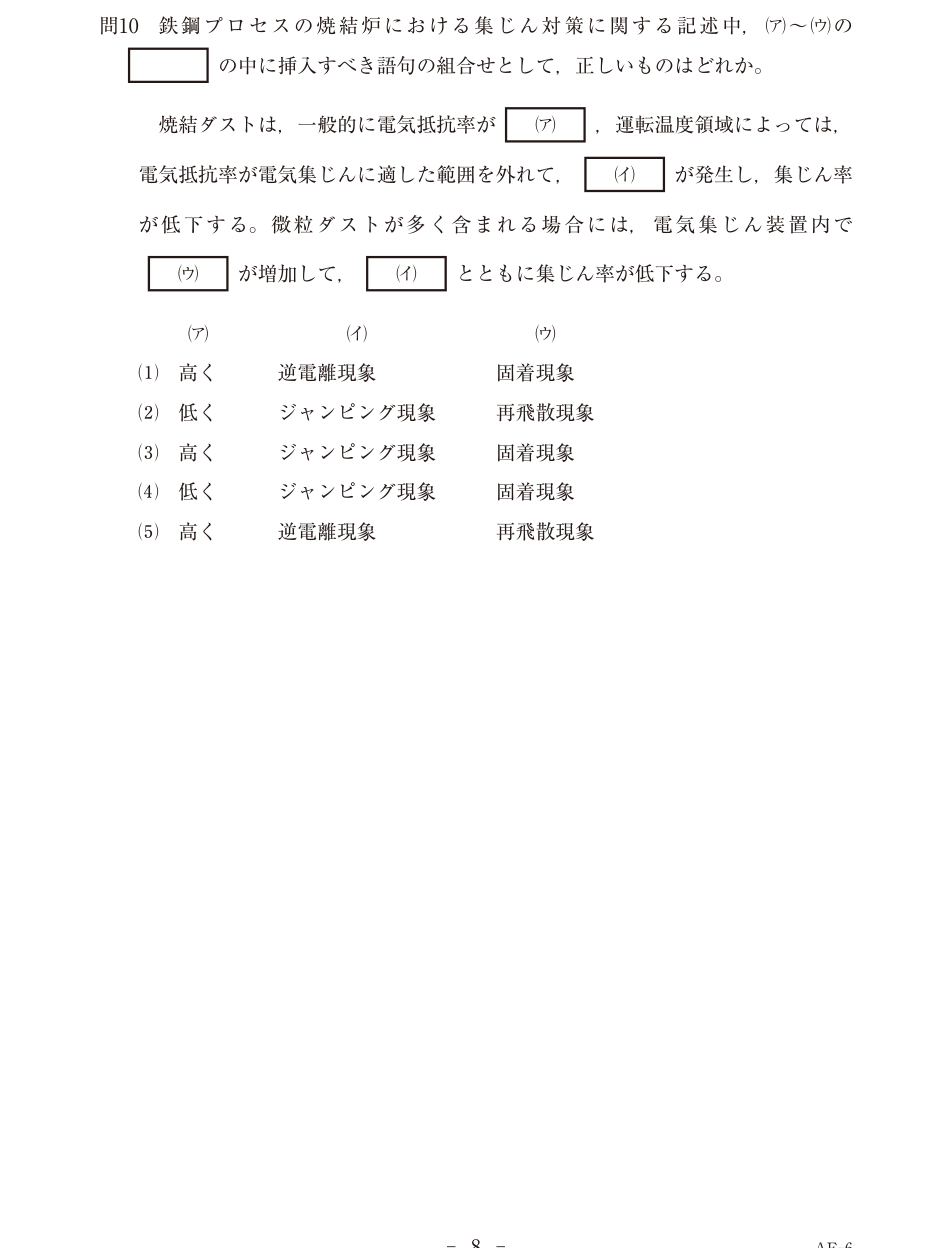 問10　鉄鋼プロセスの焼結炉における集じん対策に関する記述中，㋐～㋒の
の中に挿入すべき語句の組合せとして，正しいものはどれか。
焼結ダストは，一般的に電気抵抗率が (ア) ，運転温度領域によっては，
電気抵抗率が電気集じんに適した範囲を外れて， (イ) が発生し，集じん率
が低下する。微粒ダストが多く含まれる場合には，電気集じん装置内で
(ウ) が増加して， (イ) とともに集じん率が低下する。
(ア)　(イ)　(ウ)
(1)　高く　逆電離現象　固着現象
(2)　低く　ジャンピング現象　再飛散現象
(3)　高く　ジャンピング現象　固着現象
(4)　低く　ジャンピング現象　固着現象
(5)　高く　逆電離現象　再飛散現象
－ 8 －